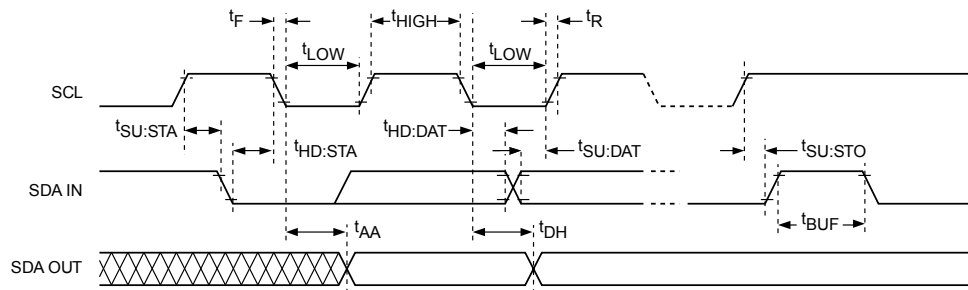 tF
tHIGH
tR
tLOW
tLOW
SCL
tSU:STA
tHD:STA
tHD:DAT
tSU:DAT
tSU:STO
SDA IN
tAA
tDH
tBUF
SDA OUT